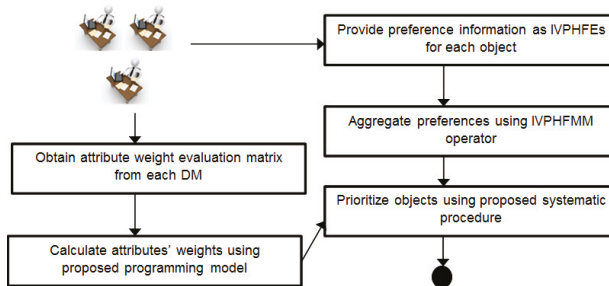 Provide preference information as IVPHFEs
for each object
Aggregate preferences using IVPHFMM
operator
Obtain attribute weight evaluation matrix
from each DM
Prioritize objects using proposed systematic
procedure
Calculate attributes' weights using
proposed programming model